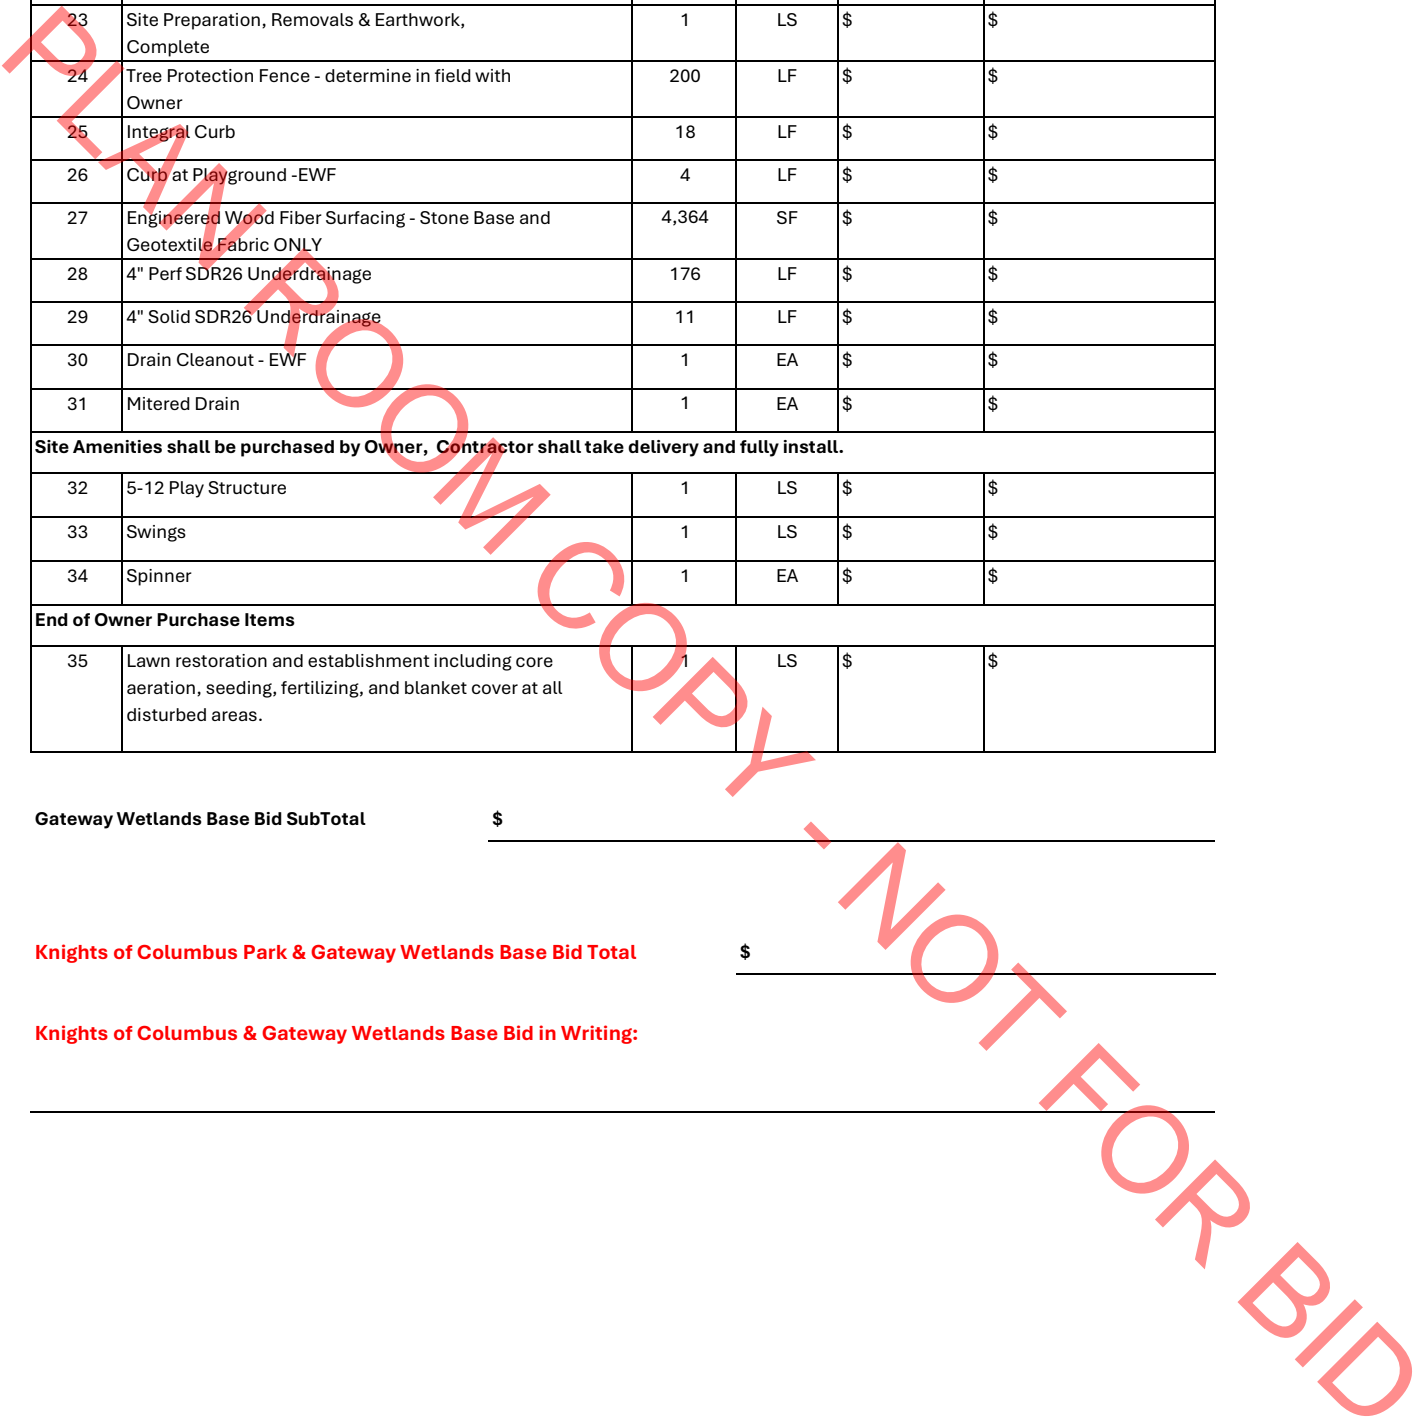 23 Site Preparation, Removals & Earthwork, 1 LS $ $
Complete
24 Tree Protection Fence - determine in field with 200 LF $ $
Owner
25 Integral Curb 18 LF $ $
26 Curb at Playground -EWF 4 LF $ $
27 Engineered Wood Fiber Surfacing - Stone Base and 4,364 SF $ $
Geotextile Fabric ONLY
28 4" Perf SDR26 Underdrainage 176 LF $ $
29 4" Solid SDR26 Underdrainage 11 LF $ $
30 Drain Cleanout - EWF 1 EA $ $
31 Mitered Drain 1 EA $ $
Site Amenities shall be purchased by Owner, Contractor shall take delivery and fully install.
32 5-12 Play Structure 1 LS $ $
33 Swings 1 LS $ $
34 Spinner 1 EA $ $
End of Owner Purchase Items
35 Lawn restoration and establishment including core 1 LS $ $
aeration, seeding, fertilizing, and blanket cover at all
disturbed areas.
Gateway Wetlands Base Bid SubTotal $
Knights of Columbus Park & Gateway Wetlands Base Bid Total $
Knights of Columbus & Gateway Wetlands Base Bid in Writing:
PLAN ROOM COPY - NOT FOR BID